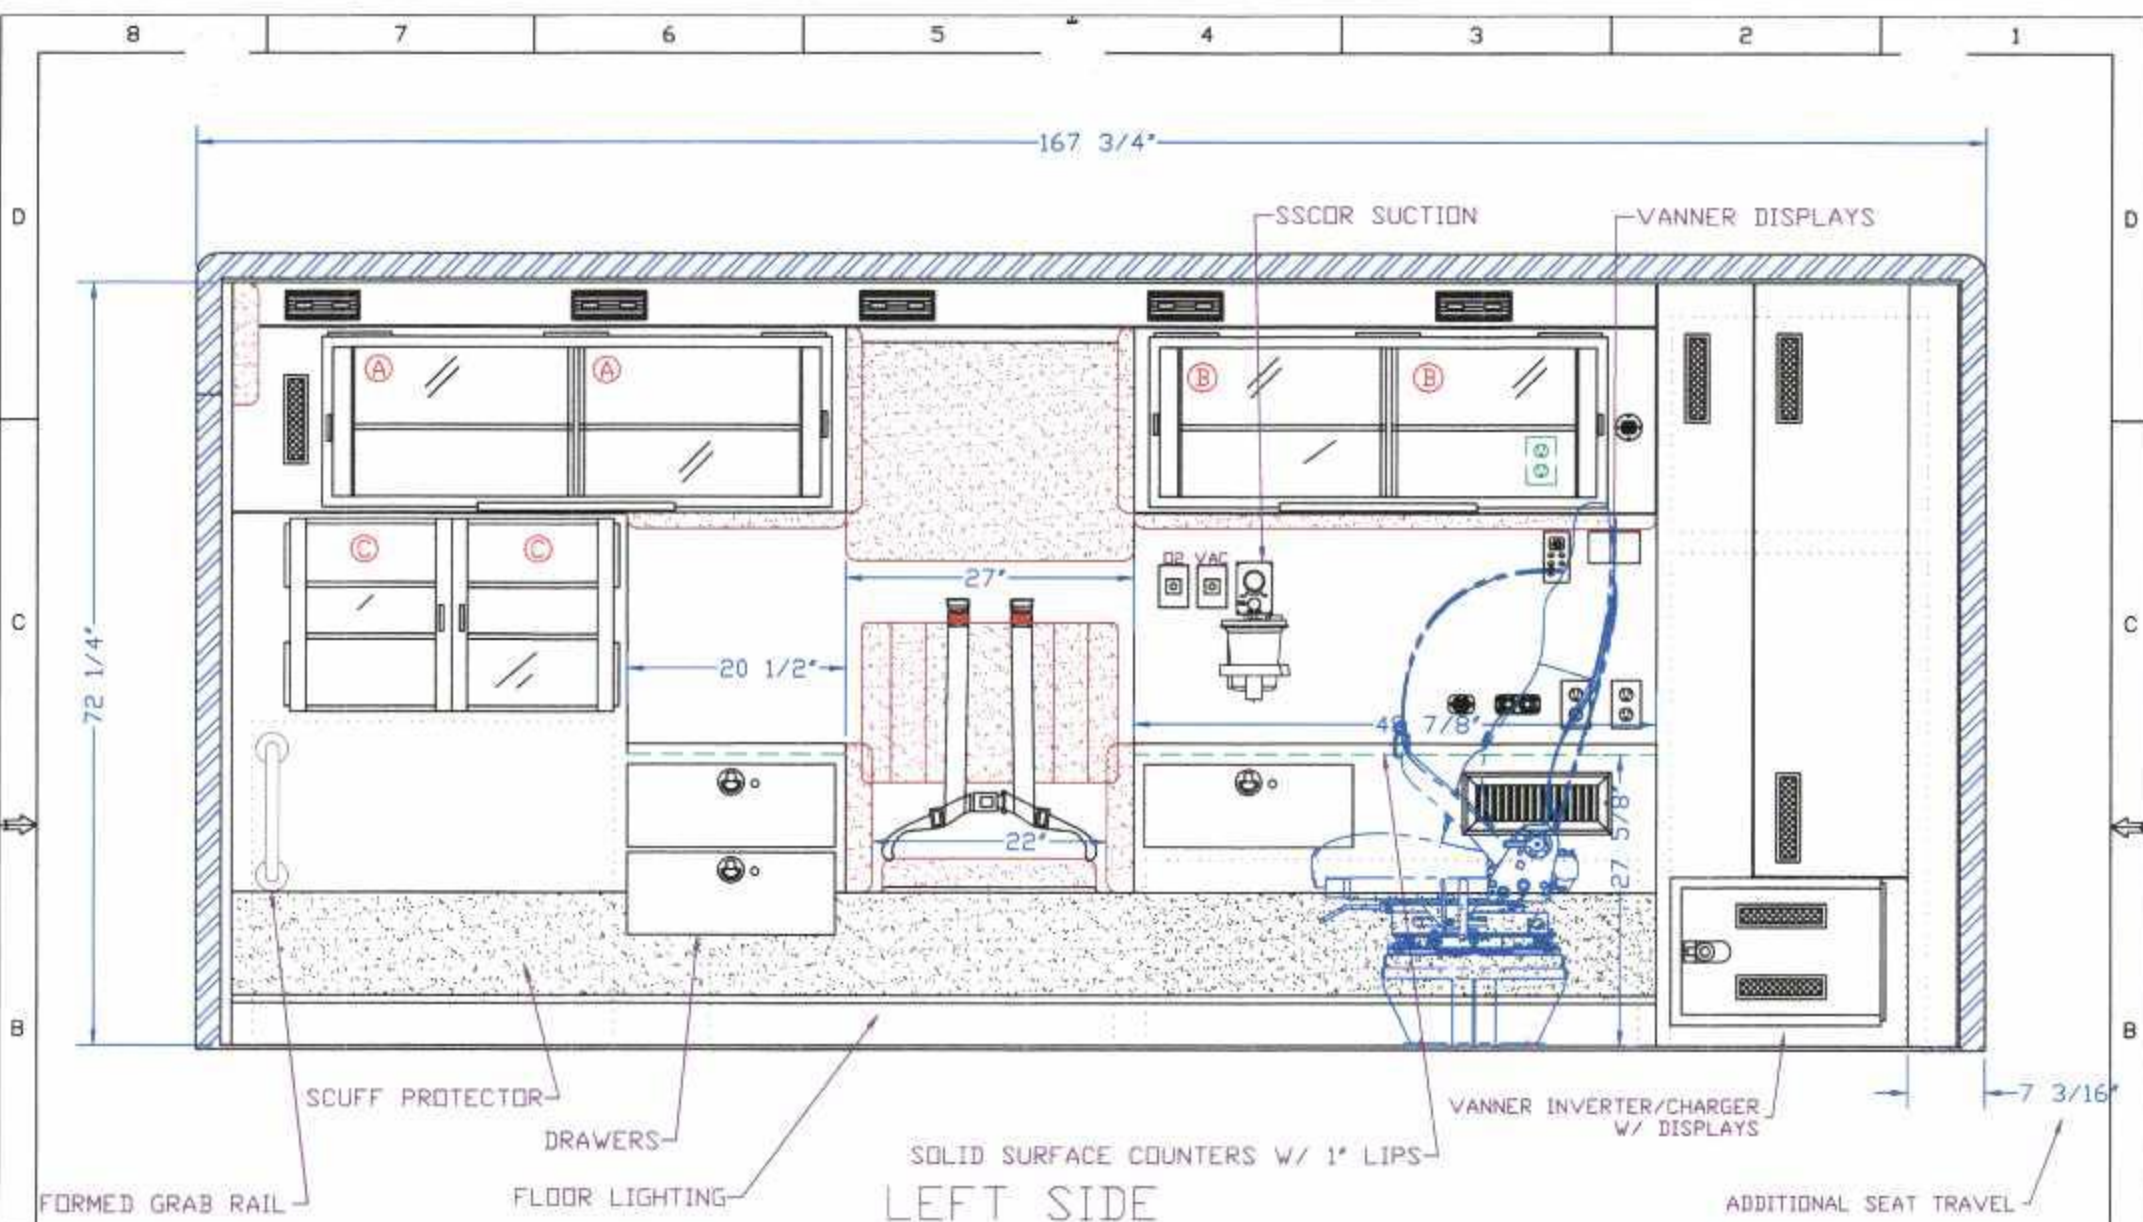 8 7 6 5 4 3 2 1
167 3/4"
D D
SSCOR SUCTION
VANNER DISPLAYS
A A B B
C C
O2 VAC
27"
C C
72 1/4"
20 1/2"
7/8"
27 5/8"
22"
B B
7 3/16"
SCUFF PROTECTOR
VANNER INVERTER/CHARGER
W/ DISPLAYS
DRAWERS
SOLID SURFACE COUNTERS W/ 1" LIPS
FORMED GRAB RAIL
FLOOR LIGHTING
LEFT SIDE
ADDITIONAL SEAT TRAVEL